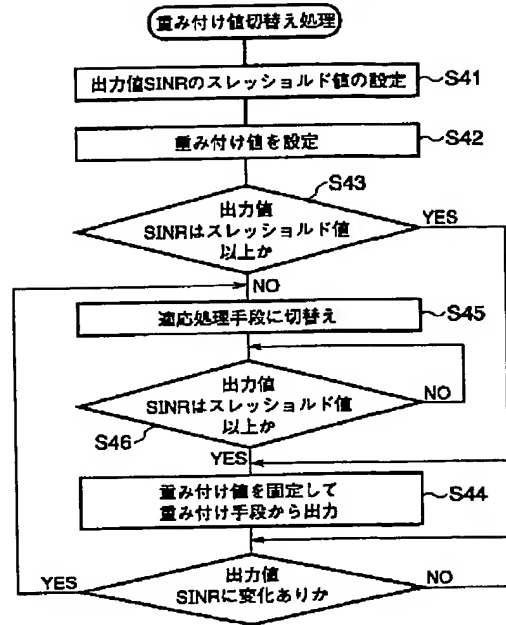 重み付け値切替え処理
出力値SINRのスレッショルド値の設定
S41
重み付け値を設定
S42
S43
出力値
SINRはスレッショルド値
以上か
YES
NO
適応処理手段に切替え
S45
出力値
SINRはスレッショルド値
以上か
NO
S46
YES
重み付け値を固定して
重み付け手段から出力
S44
YES
出力値
SINRに変化ありか
NO